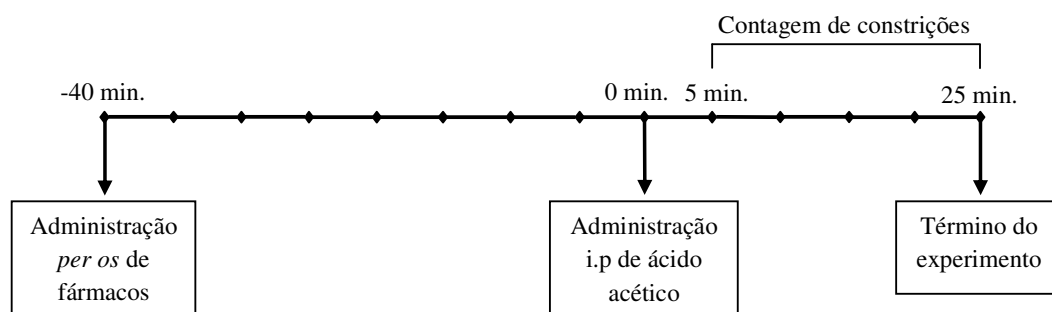 Contagem de constrições
-40 min.
0 min.
5 min.
25 min.
Administração
per os de
fármacos
Administração
i.p de ácido
acético
Término do
experimento